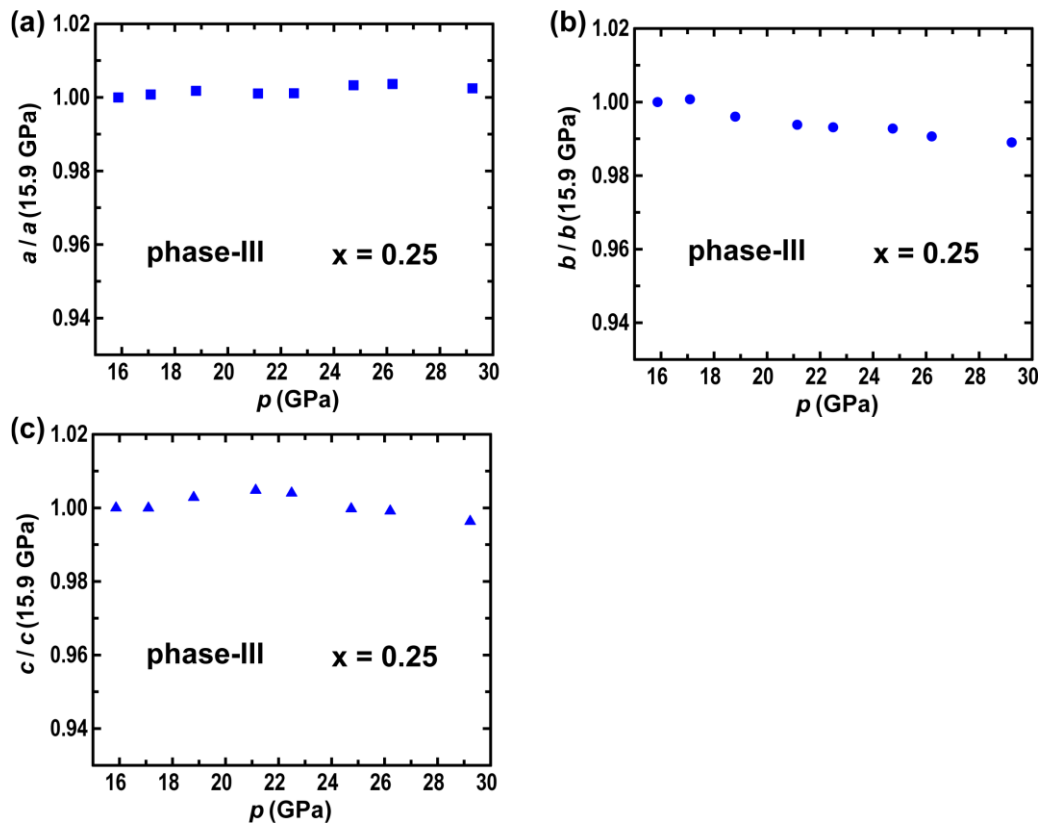 (a)
1.02
1.00
0.98
0.96
0.94
a / a (15.9 GPa)
phase-III x = 0.25
16 18 20 22 24 26 28 30
p (GPa)
(b)
1.02
1.00
0.98
0.96
0.94
b / b (15.9 GPa)
phase-III x = 0.25
16 18 20 22 24 26 28 30
p (GPa)
(c)
1.02
1.00
0.98
0.96
0.94
c / c (15.9 GPa)
phase-III x = 0.25
16 18 20 22 24 26 28 30
p (GPa)